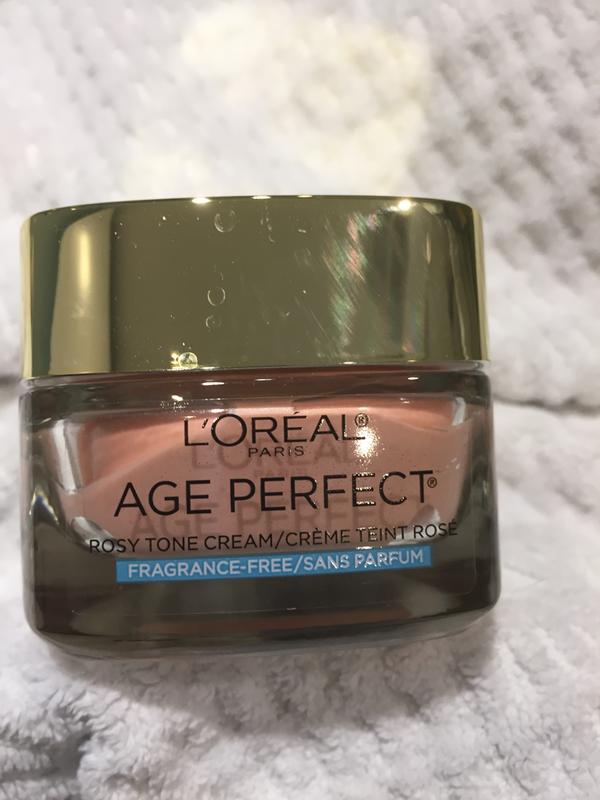 L'ORÉAL®
PARIS
AGE PERFECT®
ROSY TONE CREAM/CRÈME TEINT ROSÉ
FRAGRANCE-FREE/SANS PARFUM